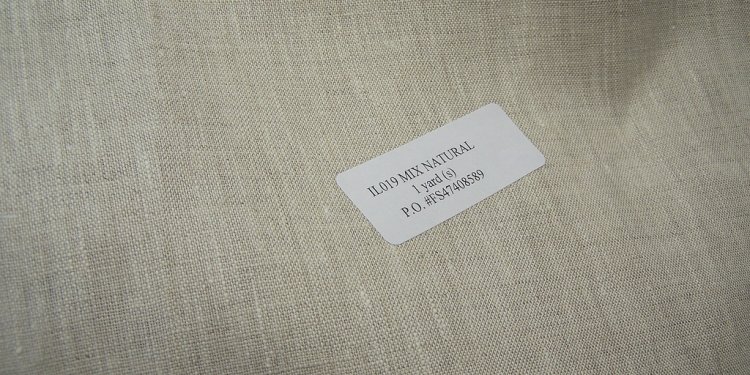 IL019 MIX NATURAL
1 yard (s)
P.O. #FS47408589